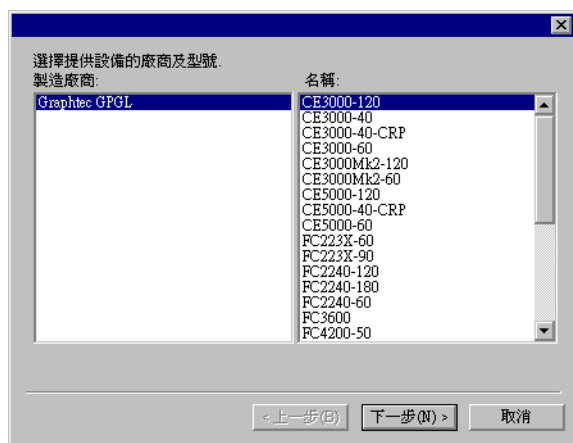 選擇提供設備的廠商及型號.
製造廠商:
名稱:
Graphtec GPGL
CE3000-120
CE3000-40
CE3000-40-CRP
CE3000-60
CE3000Mk2-120
CE3000Mk2-60
CE5000-120
CE5000-40-CRP
CE5000-60
FC223X-60
FC223X-90
FC2240-120
FC2240-180
FC2240-60
FC3600
FC4200-50
<上一步(B)
下一步(N) >
取消